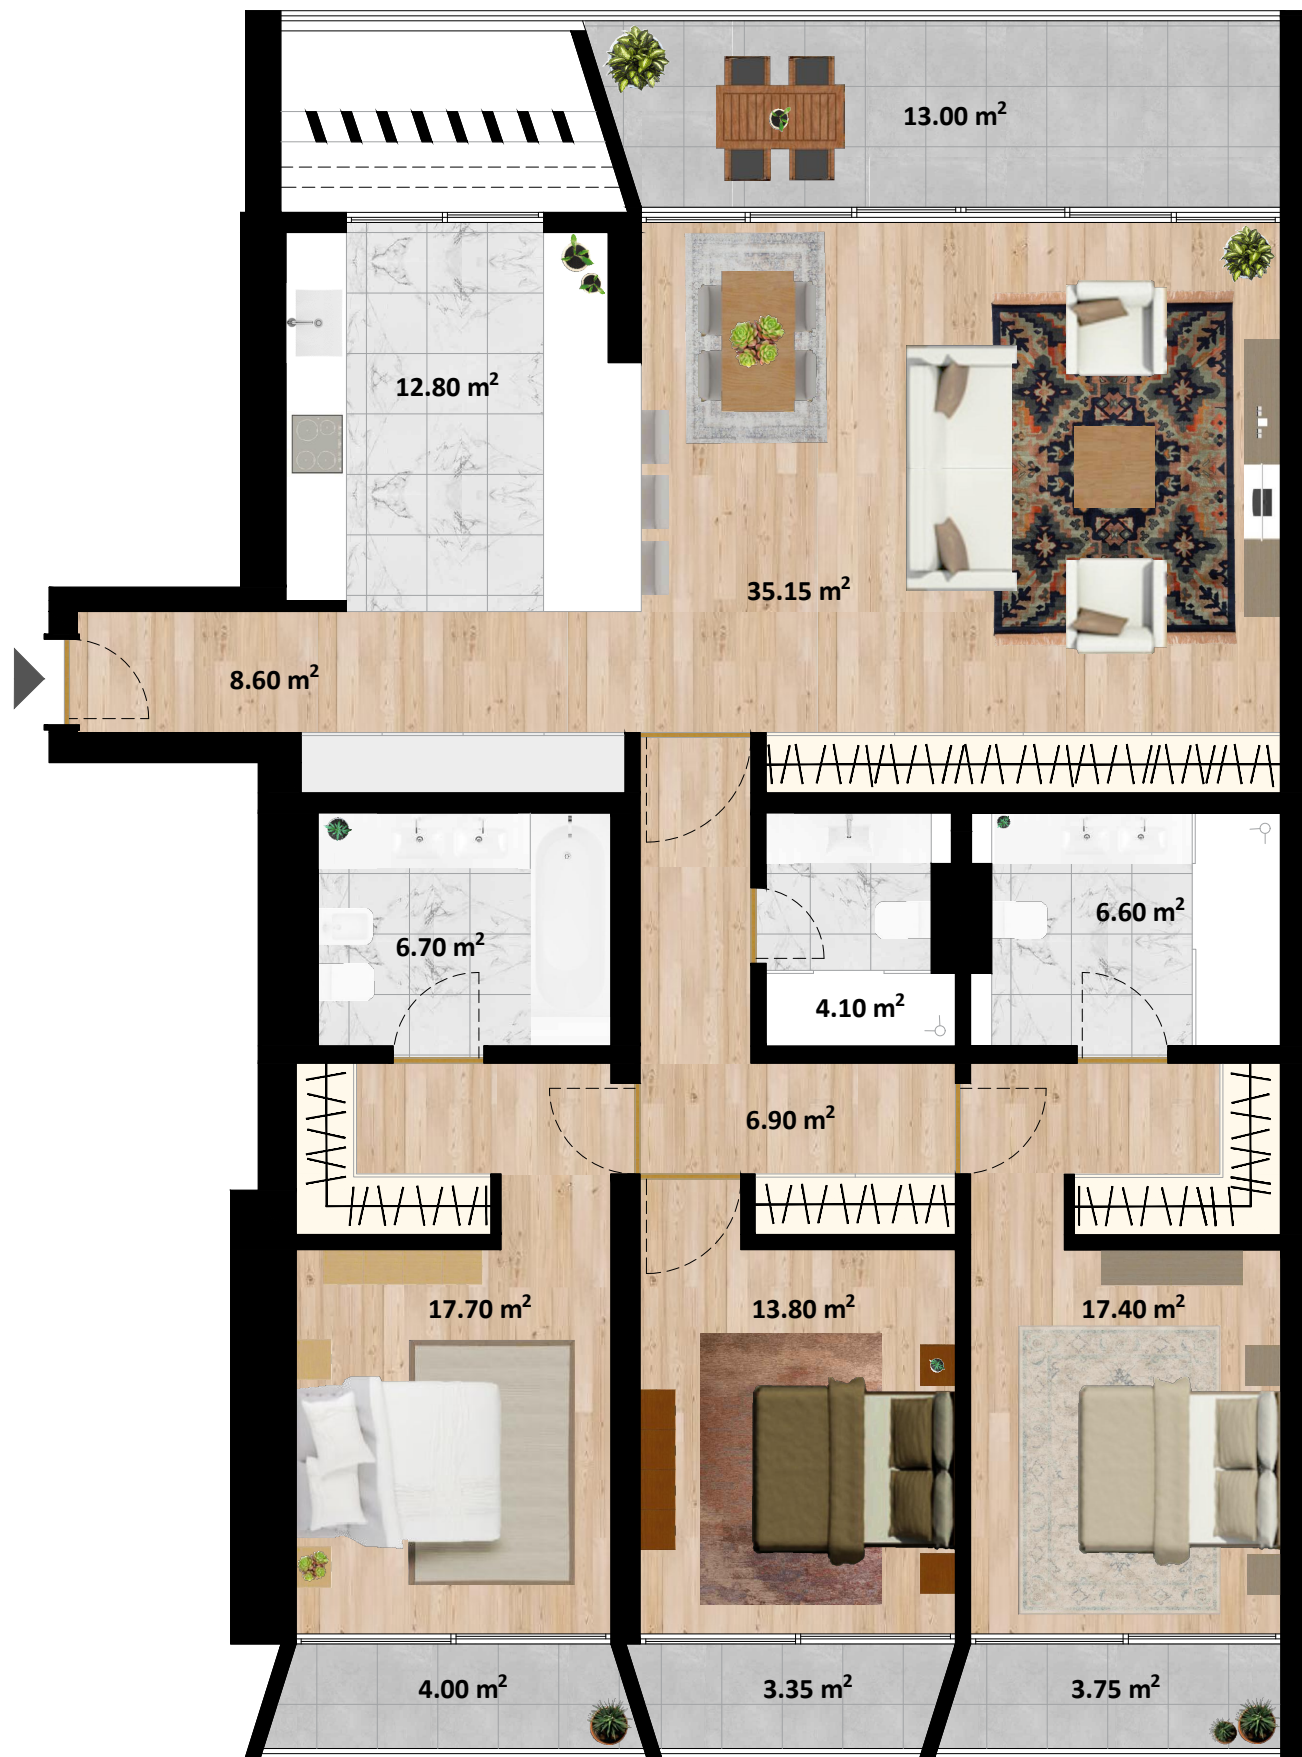 13.00 m²
12.80 m²
35.15 m²
8.60 m²
6.60 m²
6.70 m²
4.10 m²
6.90 m²
17.70 m²
13.80 m²
17.40 m²
4.00 m²
3.35 m²
3.75 m²